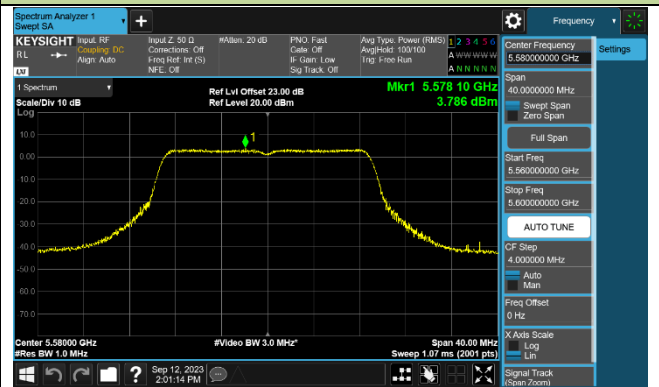 Spectrum Analyzer 1
Swept SA
+
Frequency
KEYSIGHT
RL
LXI
Input: RF
Coupling: DC
Align: Auto
Input Z: 50 Ω
Corrections: Off
Freq Ref: Int (S)
NFE: Off
#Atten: 20 dB
PNO: Fast
Gate: Off
IF Gain: Low
Sig Track: Off
Avg Type: Power (RMS)
Avg|Hold: 100/100
Trig: Free Run
1 2 3 4 5 6
A W W W W W
A N N N N N
1 Spectrum
Scale/Div 10 dB
Log
Ref Lvl Offset 23.00 dB
Ref Level 20.00 dBm
Mkr1 5.578 10 GHz
3.786 dBm
1
10.0
0.00
-10.0
-20.0
-30.0
-40.0
-50.0
-60.0
-70.0
Center 5.58000 GHz
#Res BW 1.0 MHz
#Video BW 3.0 MHz*
Span 40.00 MHz
Sweep 1.07 ms (2001 pts)
Center Frequency
5.580000000 GHz
Settings
Span
40.0000000 MHz
Swept Span
Zero Span
Full Span
Start Freq
5.560000000 GHz
Stop Freq
5.600000000 GHz
AUTO TUNE
CF Step
4.000000 MHz
Auto
Man
Freq Offset
0 Hz
X Axis Scale
Log
Lin
Signal Track
(Span Zoom)
?
Sep 12, 2023
2:01:14 PM